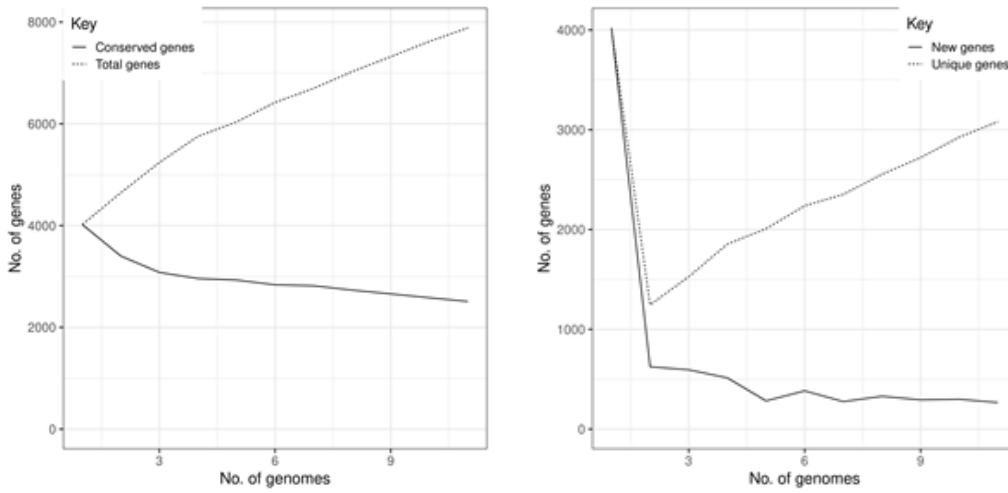 Key
Conserved genes
Total genes
8000
6000
4000
2000
0
No. of genes
3
6
9
No. of genomes
Key
New genes
Unique genes
4000
3000
2000
1000
0
No. of genes
3
6
9
No. of genomes